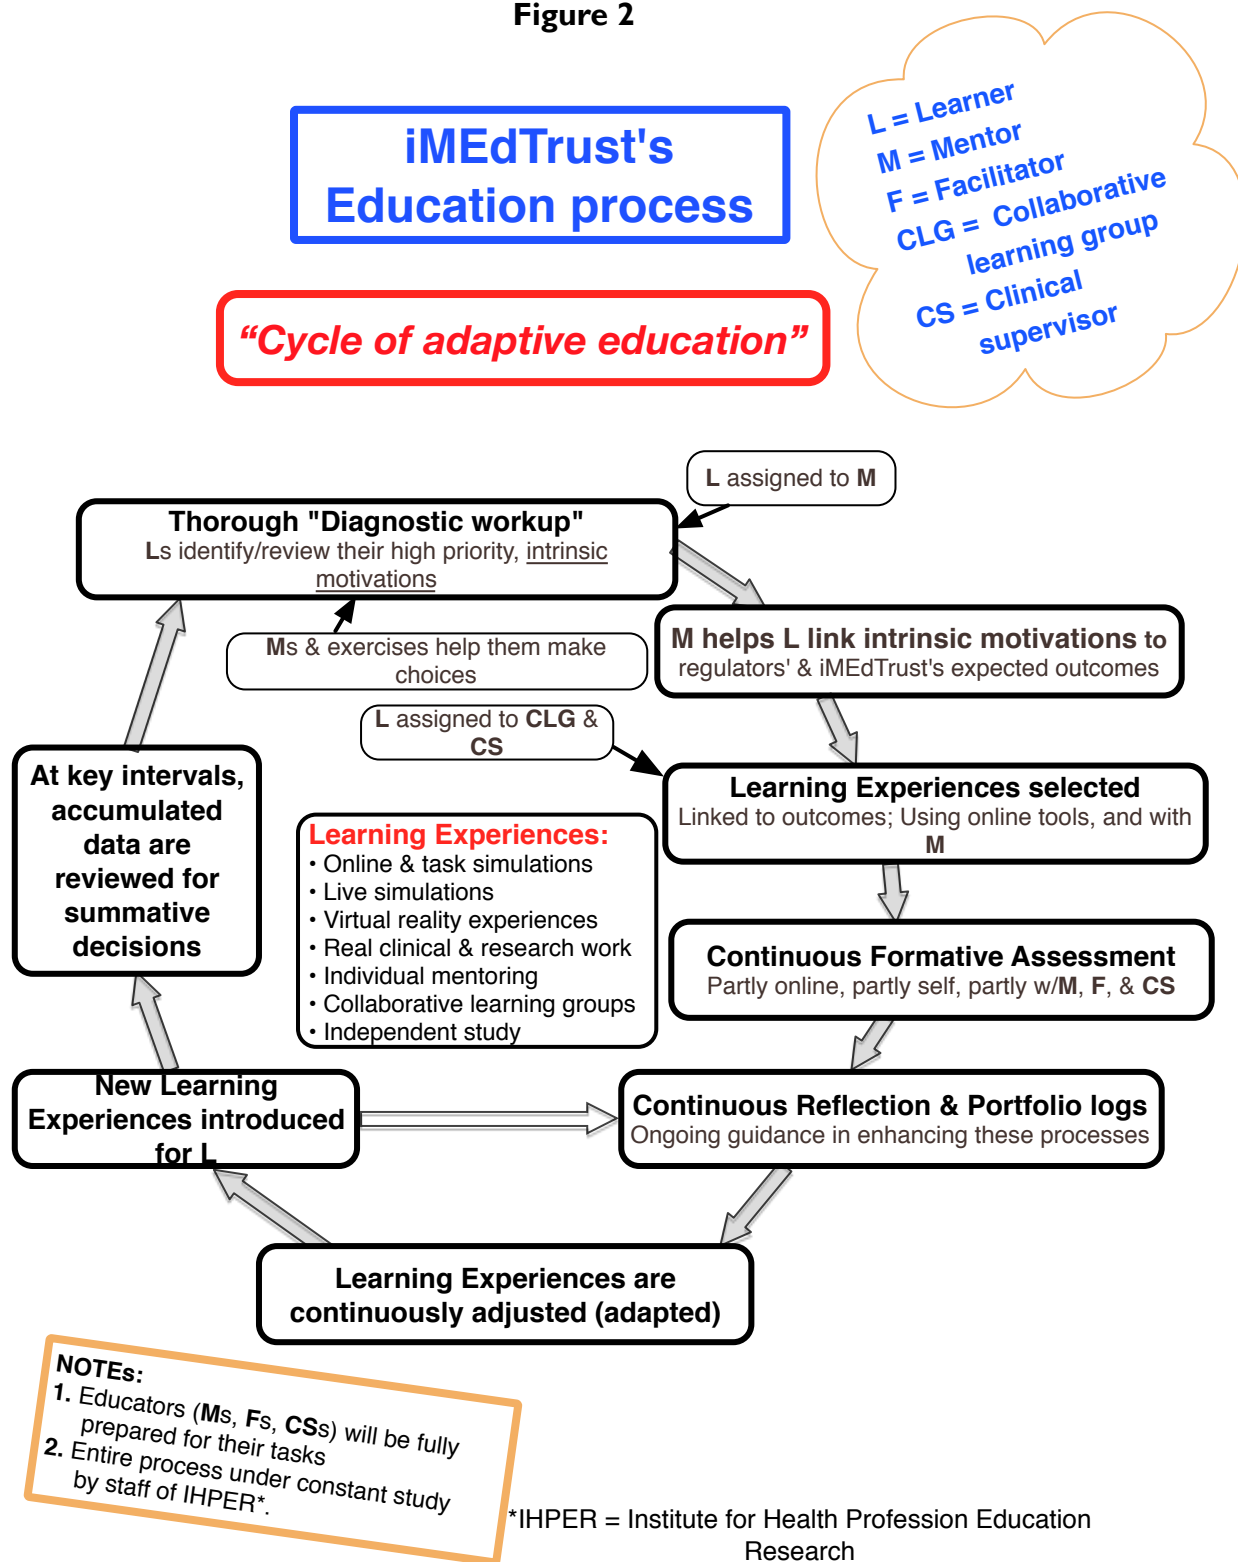 Figure 2
iMEdTrust's
Education process
L = Learner
M = Mentor
F = Facilitator
CLG = Collaborative
learning group
CS = Clinical
supervisor
“Cycle of adaptive education”
L assigned to M
Thorough "Diagnostic workup"
Ls identify/review their high priority, intrinsic
motivations
Ms & exercises help them make
choices
M helps L link intrinsic motivations to
regulators' & iMEdTrust's expected outcomes
L assigned to CLG &
CS
Learning Experiences selected
Linked to outcomes; Using online tools, and with
M
At key intervals,
accumulated
data are
reviewed for
summative
decisions
Learning Experiences:
• Online & task simulations
• Live simulations
• Virtual reality experiences
• Real clinical & research work
• Individual mentoring
• Collaborative learning groups
• Independent study
Continuous Formative Assessment
Partly online, partly self, partly w/M, F, & CS
New Learning
Experiences introduced
for L
Continuous Reflection & Portfolio logs
Ongoing guidance in enhancing these processes
Learning Experiences are
continuously adjusted (adapted)
NOTEs:
1. Educators (Ms, Fs, CSs) will be fully
prepared for their tasks
2. Entire process under constant study
by staff of IHPER*.
*IHPER = Institute for Health Profession Education
Research